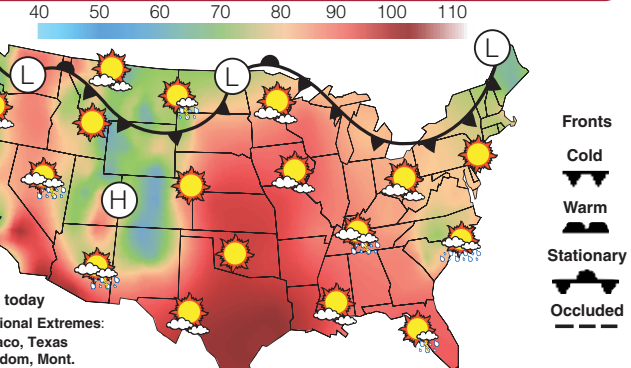 40 50 60 70 80 90 100 110
L
L
L
H
Fronts
Cold
Warm
Stationary
Occluded
today
ional Extremes:
aco, Texas
dom, Mont.